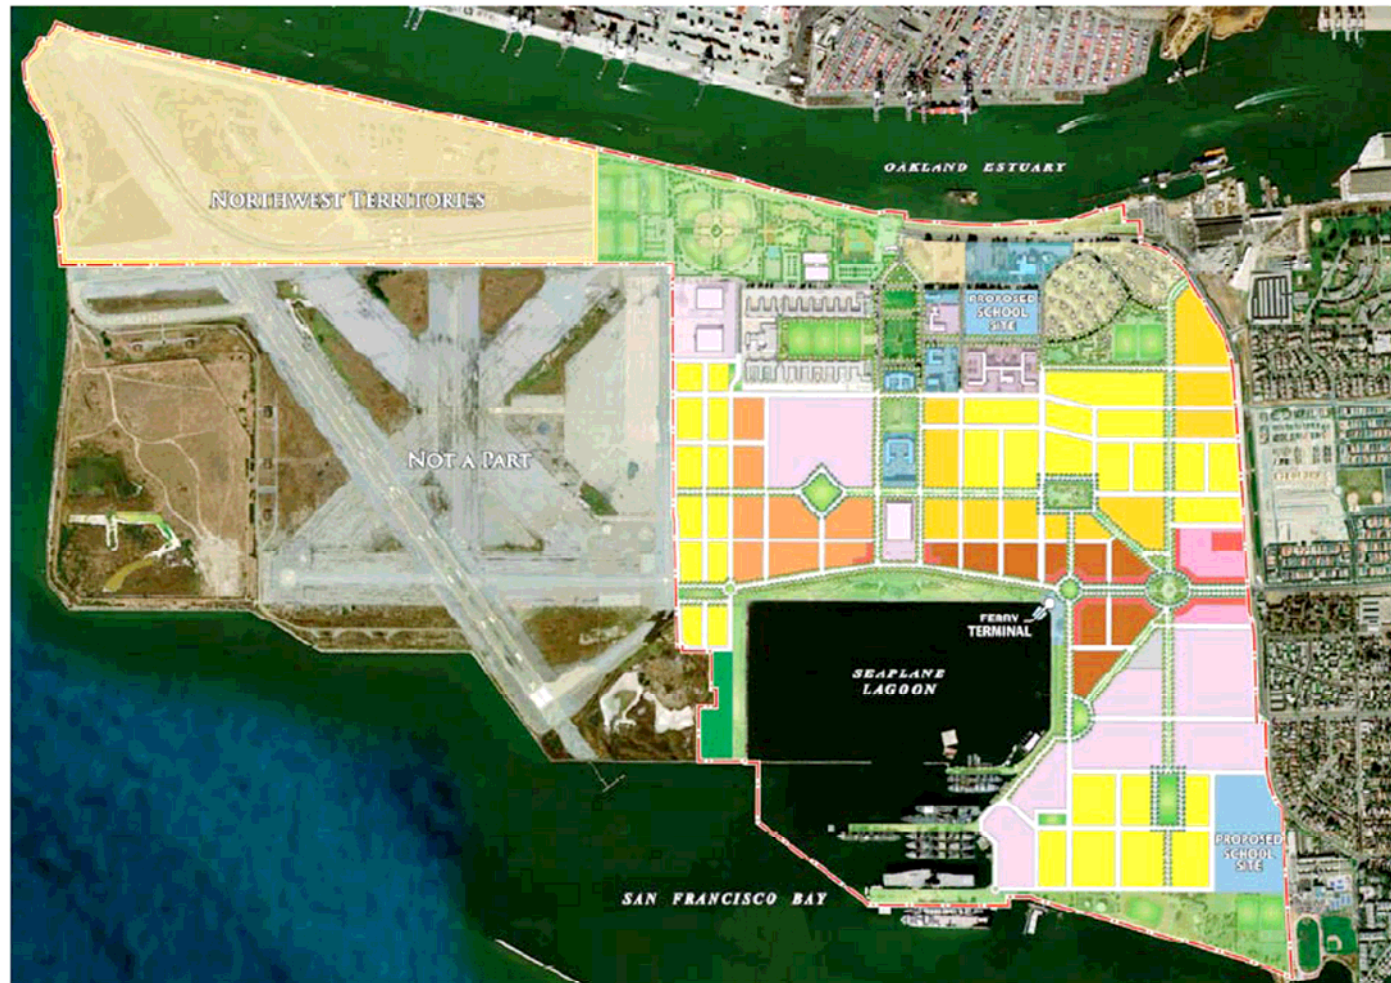 OAKLAND ESTUARY
NORTHWEST TERRITORIES
PROPOSED
SCHOOL
SITE
NOT A PART
FERRY
TERMINAL
SEAPLANE
LAGOON
PROPOSED
SCHOOL
SITE
SAN FRANCISCO BAY